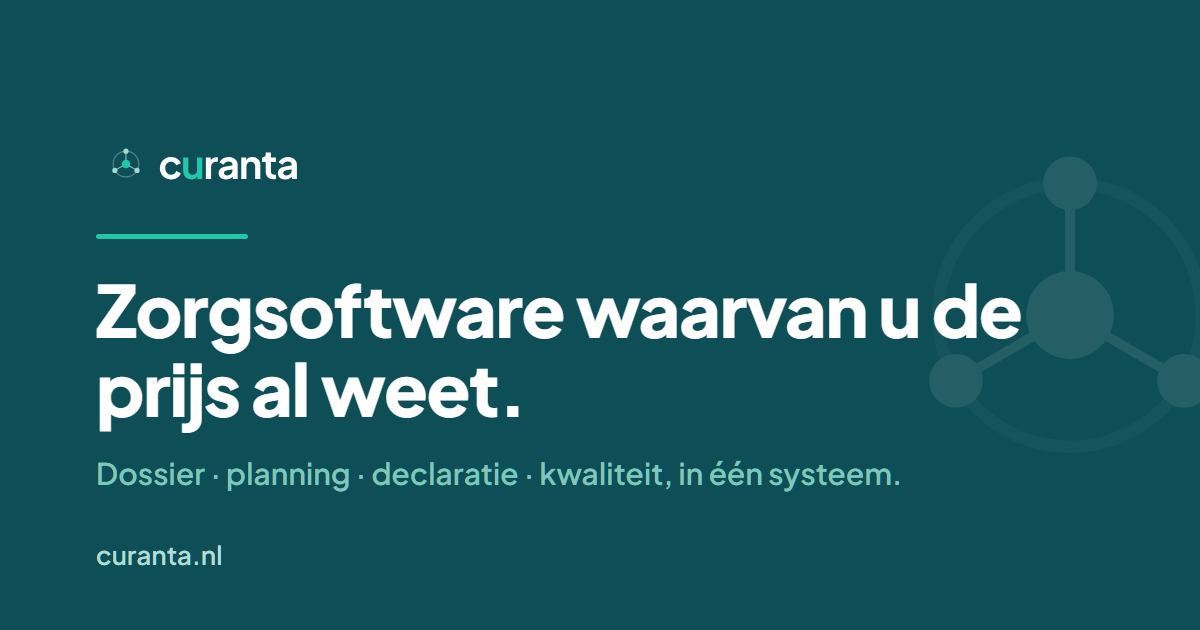 curanta
Zorgsoftware waarvan u de
prijs al weet.
Dossier · planning · declaratie · kwaliteit, in één systeem.
curanta.nl